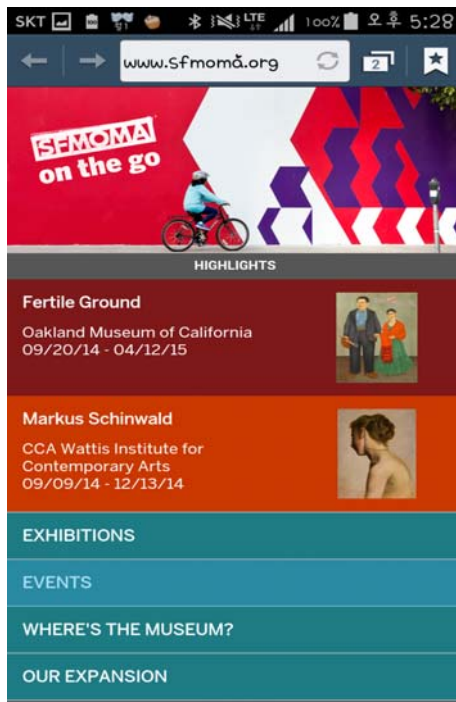 SKT LTE 100% 오후 5:28
www.sfmoma.org 2
SFMOMA
on the go
HIGHLIGHTS
Fertile Ground
Oakland Museum of California
09/20/14 - 04/12/15
Markus Schinwald
CCA Wattis Institute for
Contemporary Arts
09/09/14 - 12/13/14
EXHIBITIONS
EVENTS
WHERE'S THE MUSEUM?
OUR EXPANSION